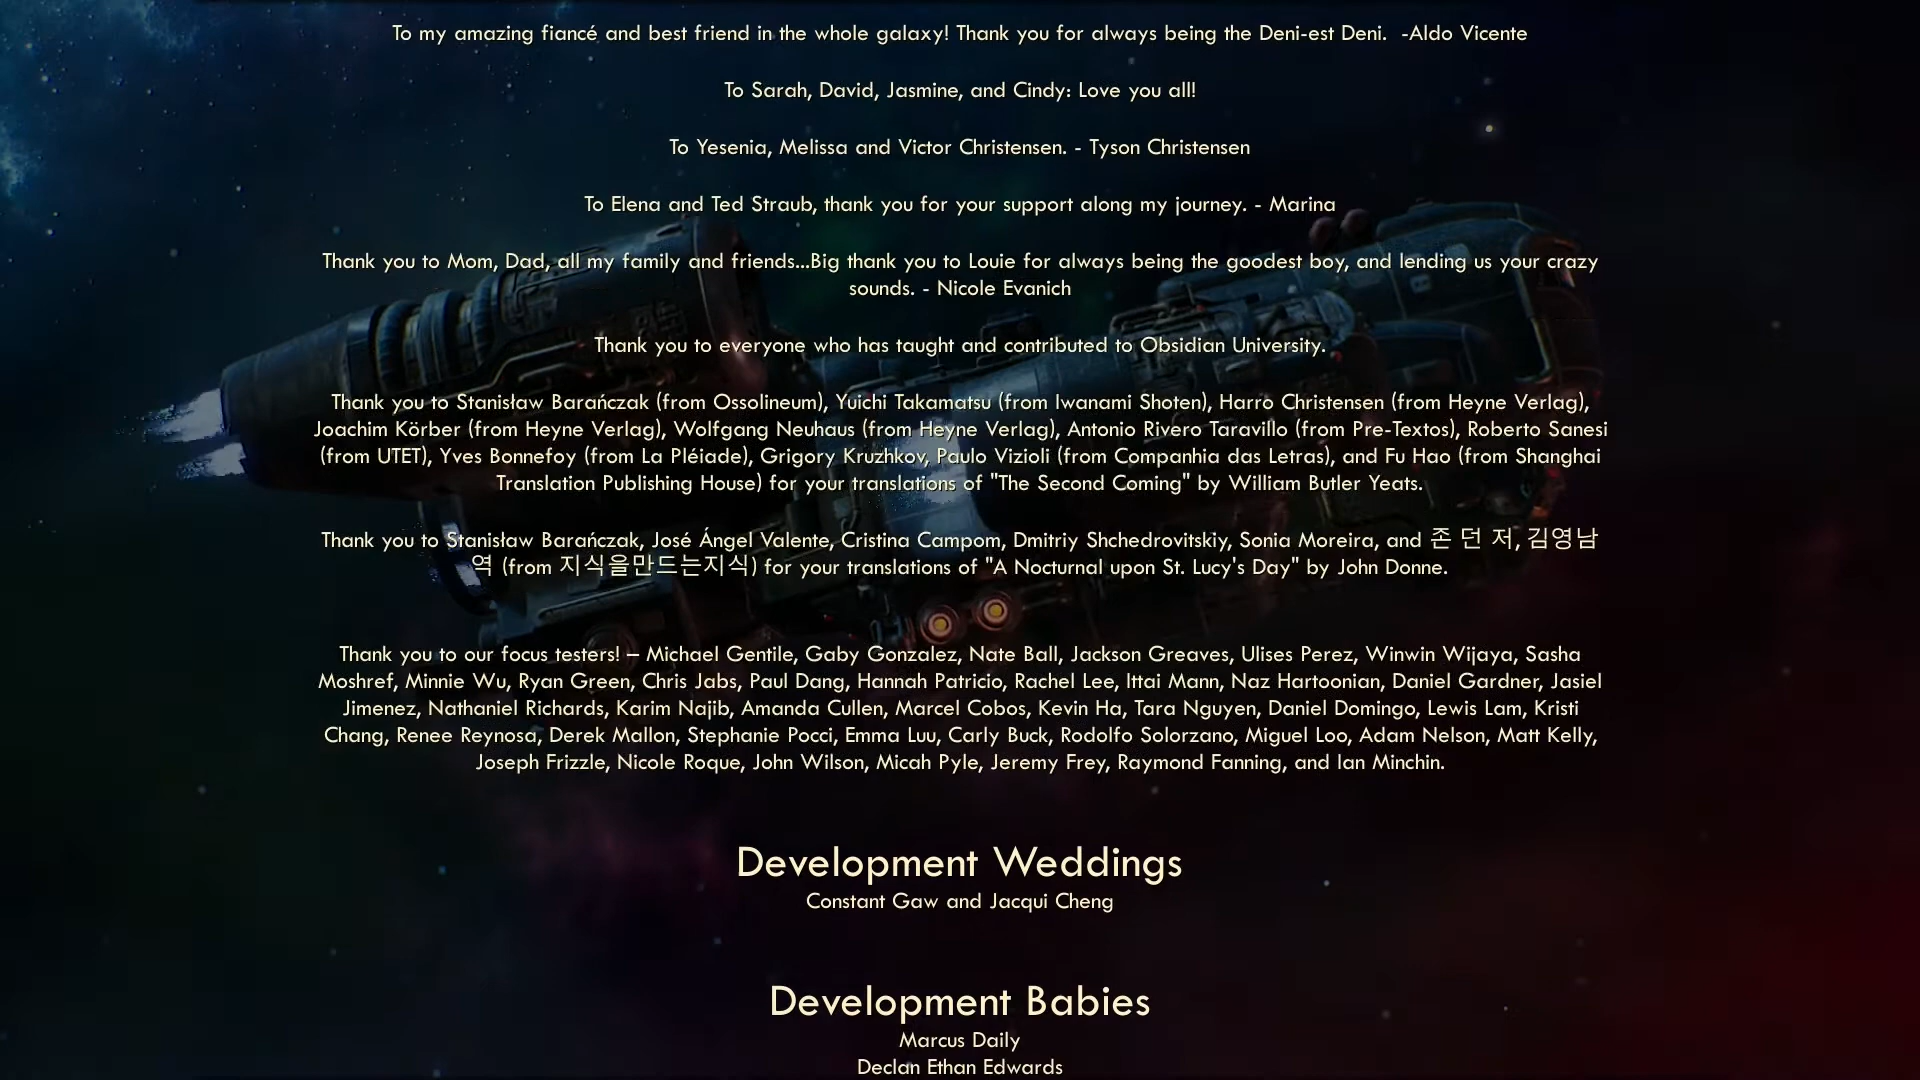 To my amazing fiancé and best friend in the whole galaxy! Thank you for always being the Deni-est Deni.  -Aldo Vicente
To Sarah, David, Jasmine, and Cindy: Love you all!
To Yesenia, Melissa and Victor Christensen. - Tyson Christensen
To Elena and Ted Straub, thank you for your support along my journey. - Marina
Thank you to Mom, Dad, all my family and friends...Big thank you to Louie for always being the goodest boy, and lending us your crazy
sounds. - Nicole Evanich
Thank you to everyone who has taught and contributed to Obsidian University.
Thank you to Stanisław Barańczak (from Ossolineum), Yuichi Takamatsu (from Iwanami Shoten), Harro Christensen (from Heyne Verlag),
Joachim Körber (from Heyne Verlag), Wolfgang Neuhaus (from Heyne Verlag), Antonio Rivero Taravillo (from Pre-Textos), Roberto Sanesi
(from UTET), Yves Bonnefoy (from La Pléiade), Grigory Kruzhkov, Paulo Vizioli (from Companhia das Letras), and Fu Hao (from Shanghai
Translation Publishing House) for your translations of "The Second Coming" by William Butler Yeats.
Thank you to Stanisław Barańczak, José Ángel Valente, Cristina Campom, Dmitriy Shchedrovitskiy, Sonia Moreira, and 존 던 저, 김영남
역 (from 지식을만드는지식) for your translations of "A Nocturnal upon St. Lucy's Day" by John Donne.
Thank you to our focus testers! – Michael Gentile, Gaby Gonzalez, Nate Ball, Jackson Greaves, Ulises Perez, Winwin Wijaya, Sasha
Moshref, Minnie Wu, Ryan Green, Chris Jabs, Paul Dang, Hannah Patricio, Rachel Lee, Ittai Mann, Naz Hartoonian, Daniel Gardner, Jasiel
Jimenez, Nathaniel Richards, Karim Najib, Amanda Cullen, Marcel Cobos, Kevin Ha, Tara Nguyen, Daniel Domingo, Lewis Lam, Kristi
Chang, Renee Reynosa, Derek Mallon, Stephanie Pocci, Emma Luu, Carly Buck, Rodolfo Solorzano, Miguel Loo, Adam Nelson, Matt Kelly,
Joseph Frizzle, Nicole Roque, John Wilson, Micah Pyle, Jeremy Frey, Raymond Fanning, and Ian Minchin.
Development Weddings
Constant Gaw and Jacqui Cheng
Development Babies
Marcus Daily
Declan Ethan Edwards